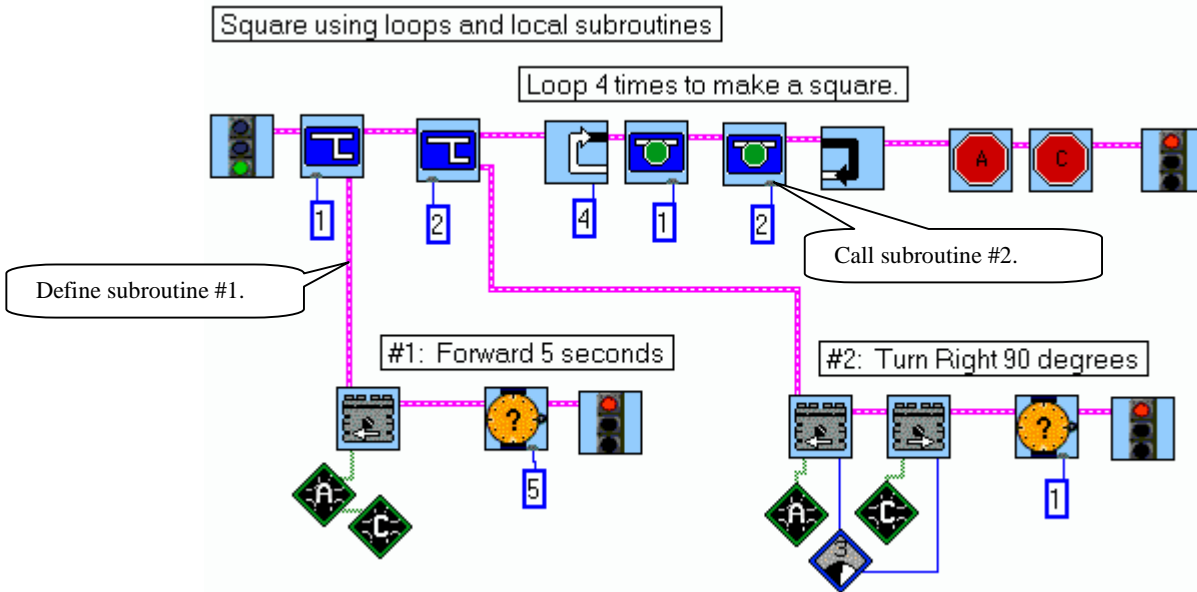 Square using loops and local subroutines
Loop 4 times to make a square.
A C
1 2 4 1 2
Call subroutine #2.
Define subroutine #1.
#1: Forward 5 seconds
#2: Turn Right 90 degrees
? ?
A C 5 A C 1
3